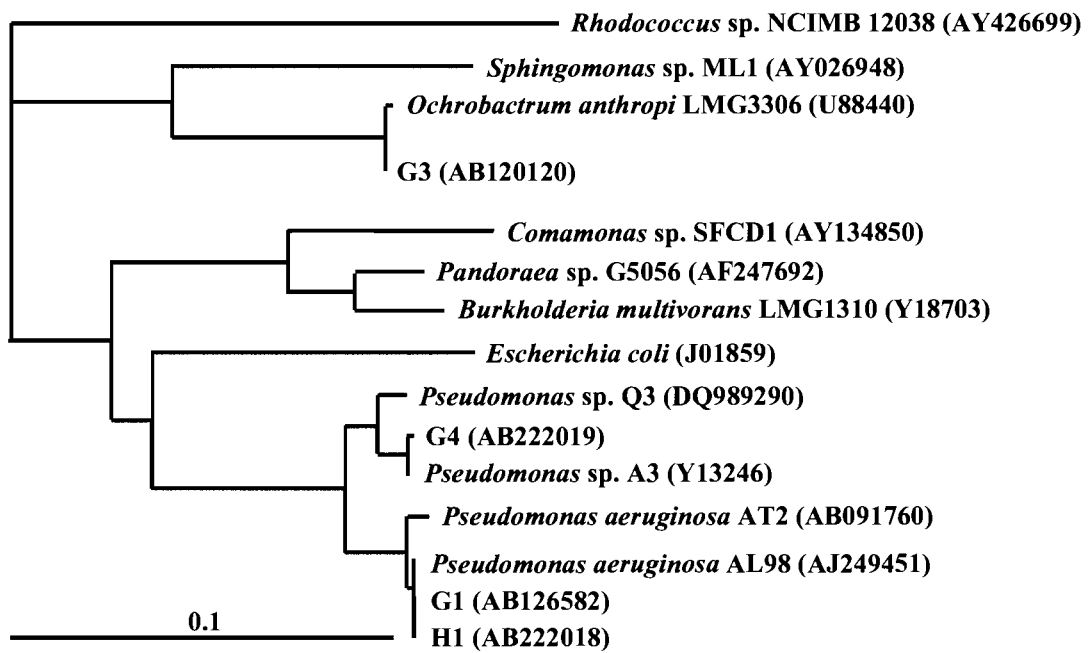 Rhodococcus sp. NCIMB 12038 (AY426699)
Sphingomonas sp. ML1 (AY026948)
Ochrobactrum anthropi LMG3306 (U88440)
G3 (AB120120)
Comamonas sp. SFCD1 (AY134850)
Pandoraea sp. G5056 (AF247692)
Burkholderia multivorans LMG1310 (Y18703)
Escherichia coli (J01859)
Pseudomonas sp. Q3 (DQ989290)
G4 (AB222019)
Pseudomonas sp. A3 (Y13246)
Pseudomonas aeruginosa AT2 (AB091760)
Pseudomonas aeruginosa AL98 (AJ249451)
G1 (AB126582)
H1 (AB222018)
0.1